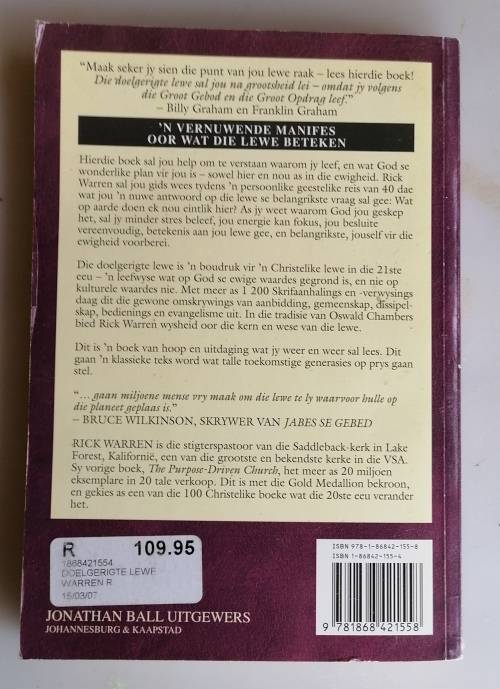 “Maak seker jy sien die punt van jou lewe raak – lees hierdie boek!
Die doelgerigte lewe sal jou na grootsheid lei – omdat jy volgens
die Groot Gebod en die Groot Opdrag leef.”
– Billy Graham en Franklin Graham
’N VERNUWENDE MANIFES
OOR WAT DIE LEWE BETEKEN
Hierdie boek sal jou help om te verstaan waarom jy leef, en wat God se
wonderlike plan vir jou is – sowel hier en nou as in die ewigheid. Rick
Warren sal jou gids wees tydens ’n persoonlike geestelike reis van 40 dae
wat jou ’n nuwe antwoord op die lewe se belangrikste vraag sal gee: Wat
op aarde doen ek nou eintlik hier? As jy weet waarom God jou geskep
het, sal jy minder stres beleef, jou energie kan fokus, jou besluite
vereenvoudig, betekenis aan jou lewe gee, en belangrikste, jouself vir die
ewigheid voorberei.
Die doelgerigte lewe is ’n boudruk vir ’n Christelike lewe in die 21ste
eeu – ’n leefwyse wat op God se ewige waardes gegrond is, en nie op
kulturele waardes nie. Met meer as 1 200 Skrifaanhalings en -verwysings
daag dit die gewone omskrywings van aanbidding, gemeenskap, dissipel-
skap, bedienings en evangelisme uit. In die tradisie van Oswald Chambers
bied Rick Warren wysheid oor die kern en wese van die lewe.
Dit is ’n boek van hoop en uitdaging wat jy weer en weer sal lees. Dit
gaan ’n klassieke teks word wat talle toekomstige generasies op prys gaan
stel.
“… gaan miljoene mense vry maak om die lewe te ly waarvoor hulle op
die planeet geplaas is.”
– BRUCE WILKINSON, SKRYWER VAN JABES SE GEBED
RICK WARREN is die stigterspastoor van die Saddleback-kerk in Lake
Forest, Kalifornië, een van die grootste en bekendste kerke in die VSA.
Sy vorige boek, The Purpose-Driven Church, het meer as 20 miljoen
eksemplare in 20 tale verkoop. Dit is met die Gold Medallion bekroon,
en gekies as een van die 100 Christelike boeke wat die 20ste eeu verander
het.
R 109.95
1868421554
DOELGERIGTE LEWE
WARREN R
15/03/07
JONATHAN BALL UITGEWERS
JOHANNESBURG & KAAPSTAD
ISBN 978-1-86842-155-8
ISBN 1-86842-155-4
9 781868 421558